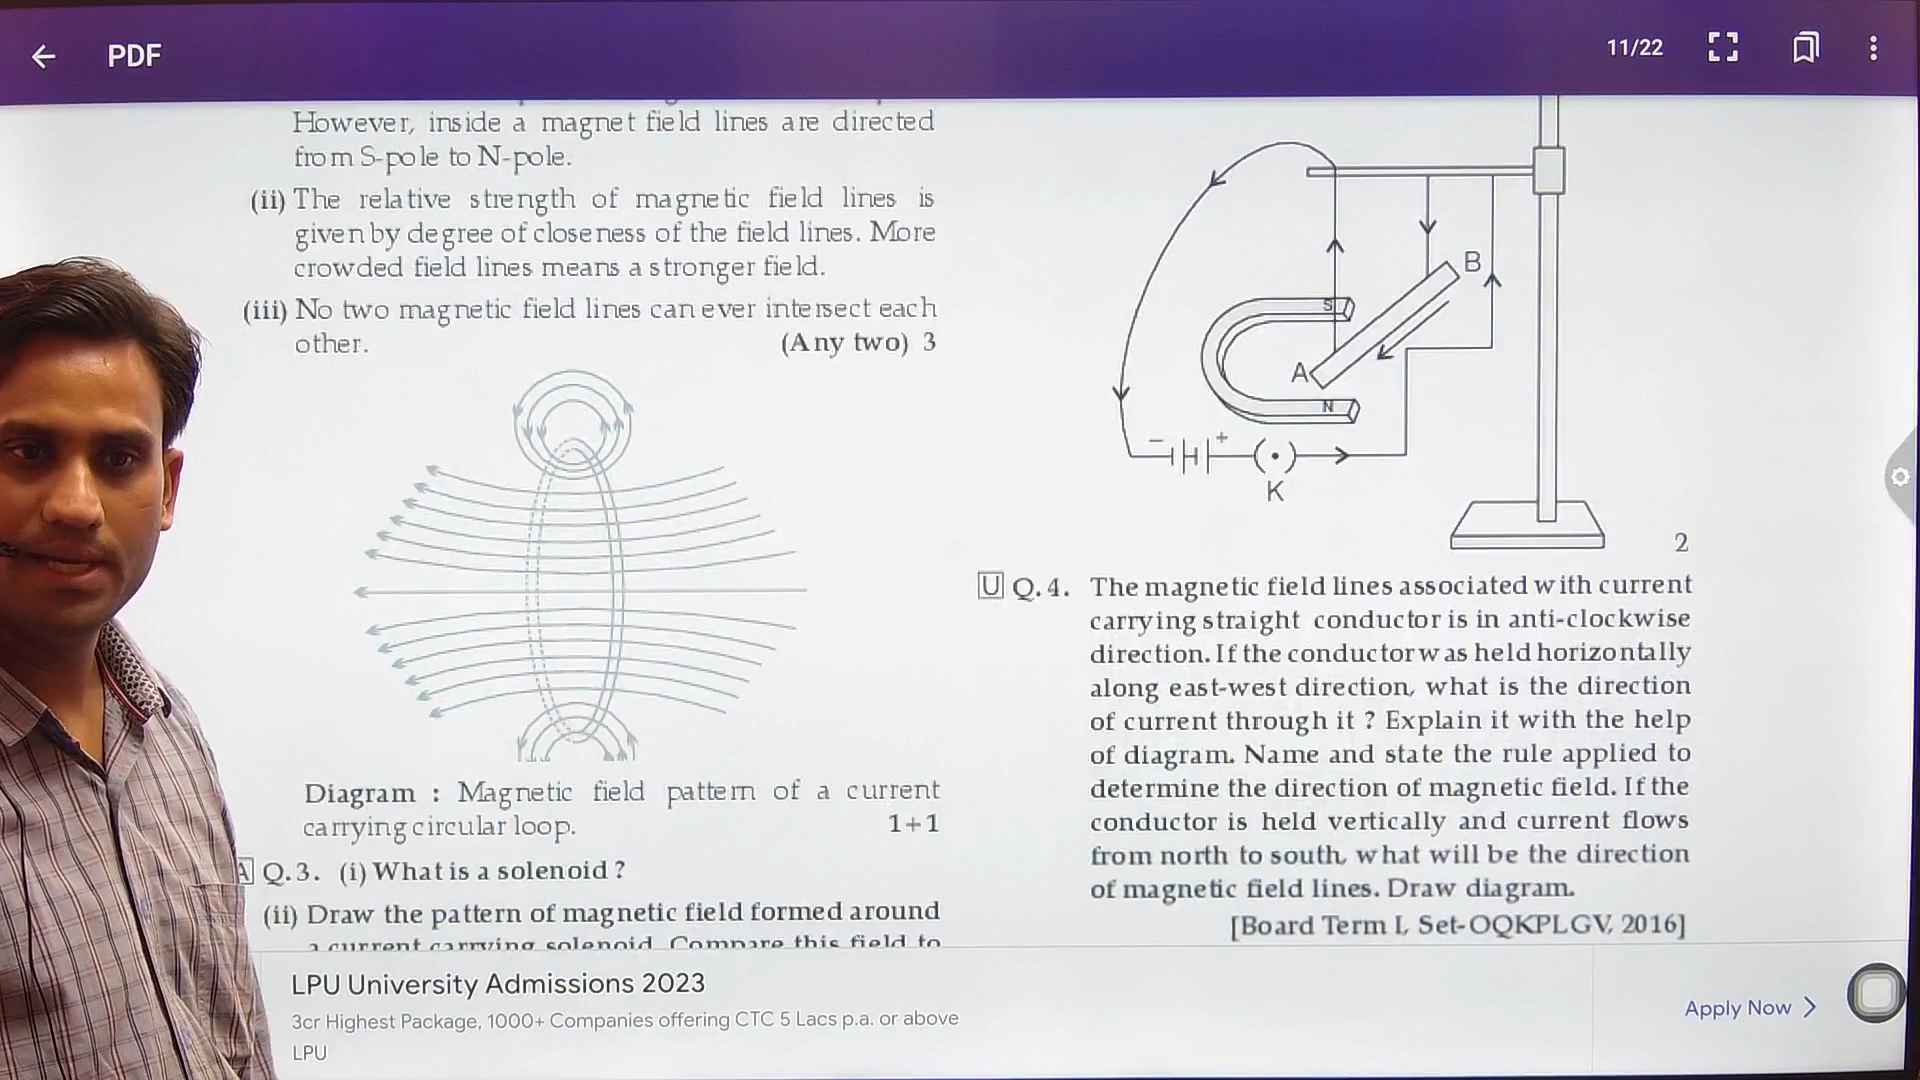 PDF
11/22
However, inside a magnet field lines are directed
from S-pole to N-pole.
(ii) The relative strength of magnetic field lines is
given by degree of closeness of the field lines. More
crowded field lines means a stronger field.
(iii) No two magnetic field lines can ever intersect each
other. (Any two) 3
Diagram : Magnetic field pattern of a current
carrying circular loop. 1+1
A Q.3. (i) What is a solenoid ?
(ii) Draw the pattern of magnetic field formed around
a current carrying solenoid. Compare this field to
B
S
A
N
− +
K
2
U Q.4. The magnetic field lines associated with current
carrying straight conductor is in anti-clockwise
direction. If the conductor was held horizontally
along east-west direction, what is the direction
of current through it ? Explain it with the help
of diagram. Name and state the rule applied to
determine the direction of magnetic field. If the
conductor is held vertically and current flows
from north to south, what will be the direction
of magnetic field lines. Draw diagram.
[Board Term I, Set-OQKPLGV, 2016]
LPU University Admissions 2023
3cr Highest Package, 1000+ Companies offering CTC 5 Lacs p.a. or above
LPU
Apply Now